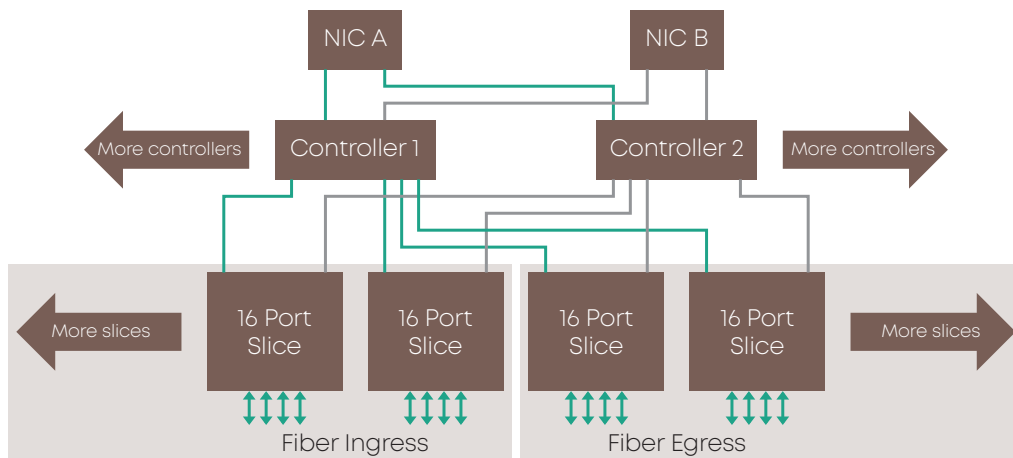 NIC A
NIC B
More controllers
Controller 1
Controller 2
More controllers
More slices
16 Port
Slice
16 Port
Slice
16 Port
Slice
16 Port
Slice
More slices
Fiber Ingress
Fiber Egress